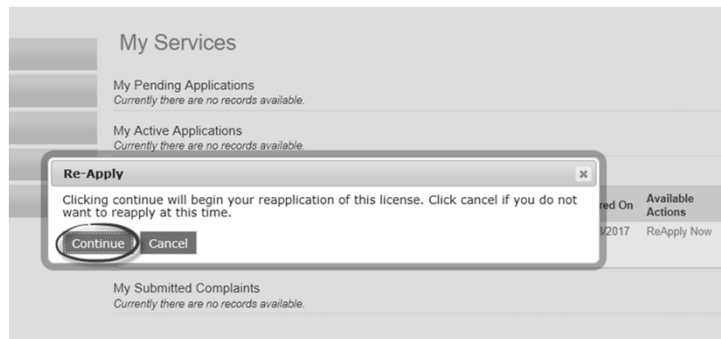 My Services
My Pending Applications
Currently there are no records available.
My Active Applications
Currently there are no records available.
Re-Apply
Clicking continue will begin your reapplication of this license. Click cancel if you do not
want to reapply at this time.
Continue Cancel
On Available
Actions
/2017 ReApply Now
My Submitted Complaints
Currently there are no records available.